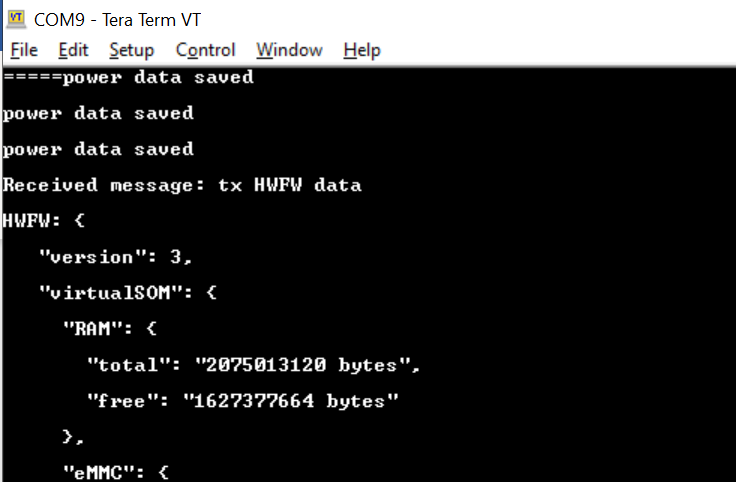 COM9 - Tera Term VT
File Edit Setup Control Window Help
=====power data saved
power data saved
power data saved
Received message: tx HWFW data
HWFW: {
"version": 3,
"virtualSOM": {
"RAM": {
"total": "2075013120 bytes",
"free": "1627377664 bytes"
},
"eMMC": {